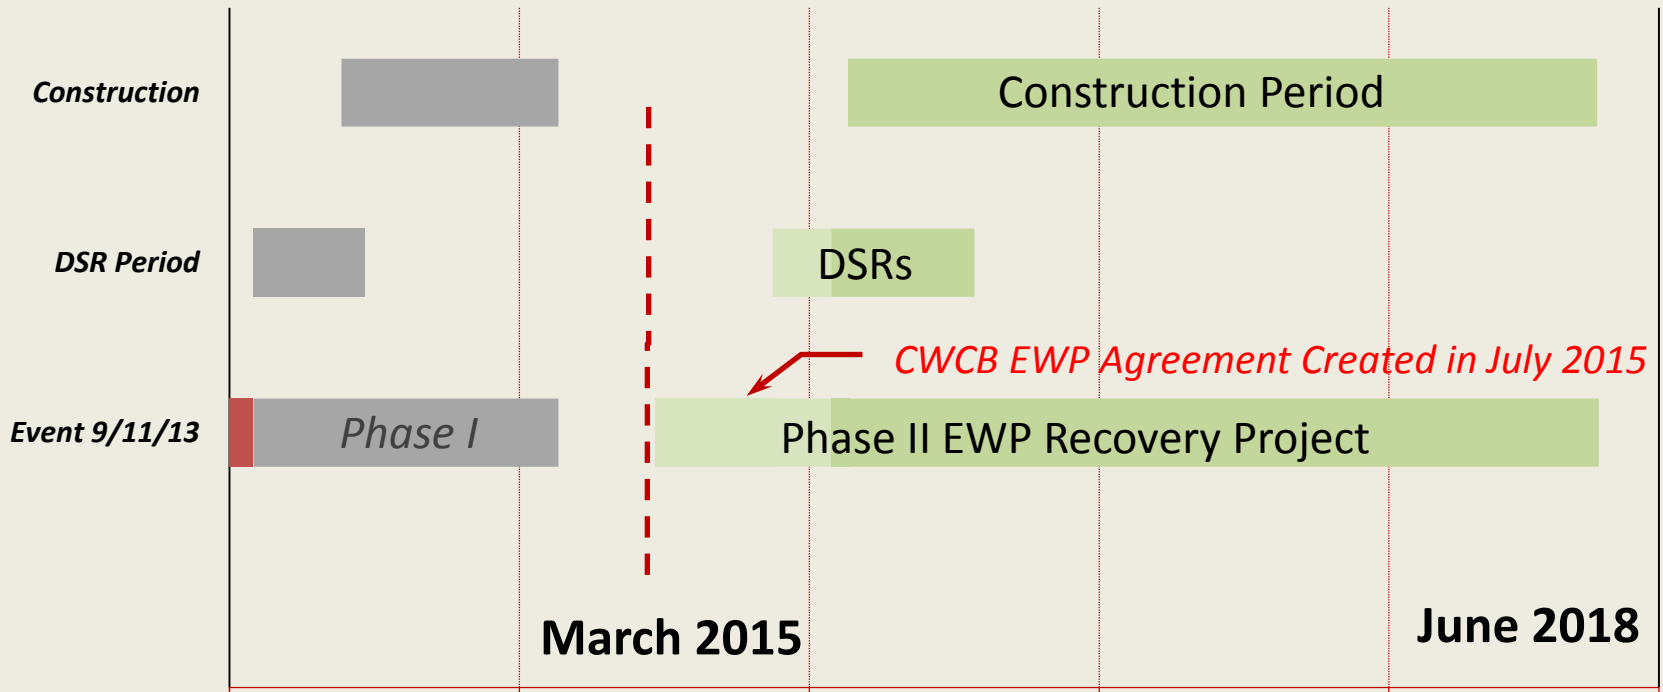 Construction
Construction Period
DSR Period
DSRs
CWCB EWP Agreement Created in July 2015
Event 9/11/13
Phase I
Phase II EWP Recovery Project
March 2015
June 2018